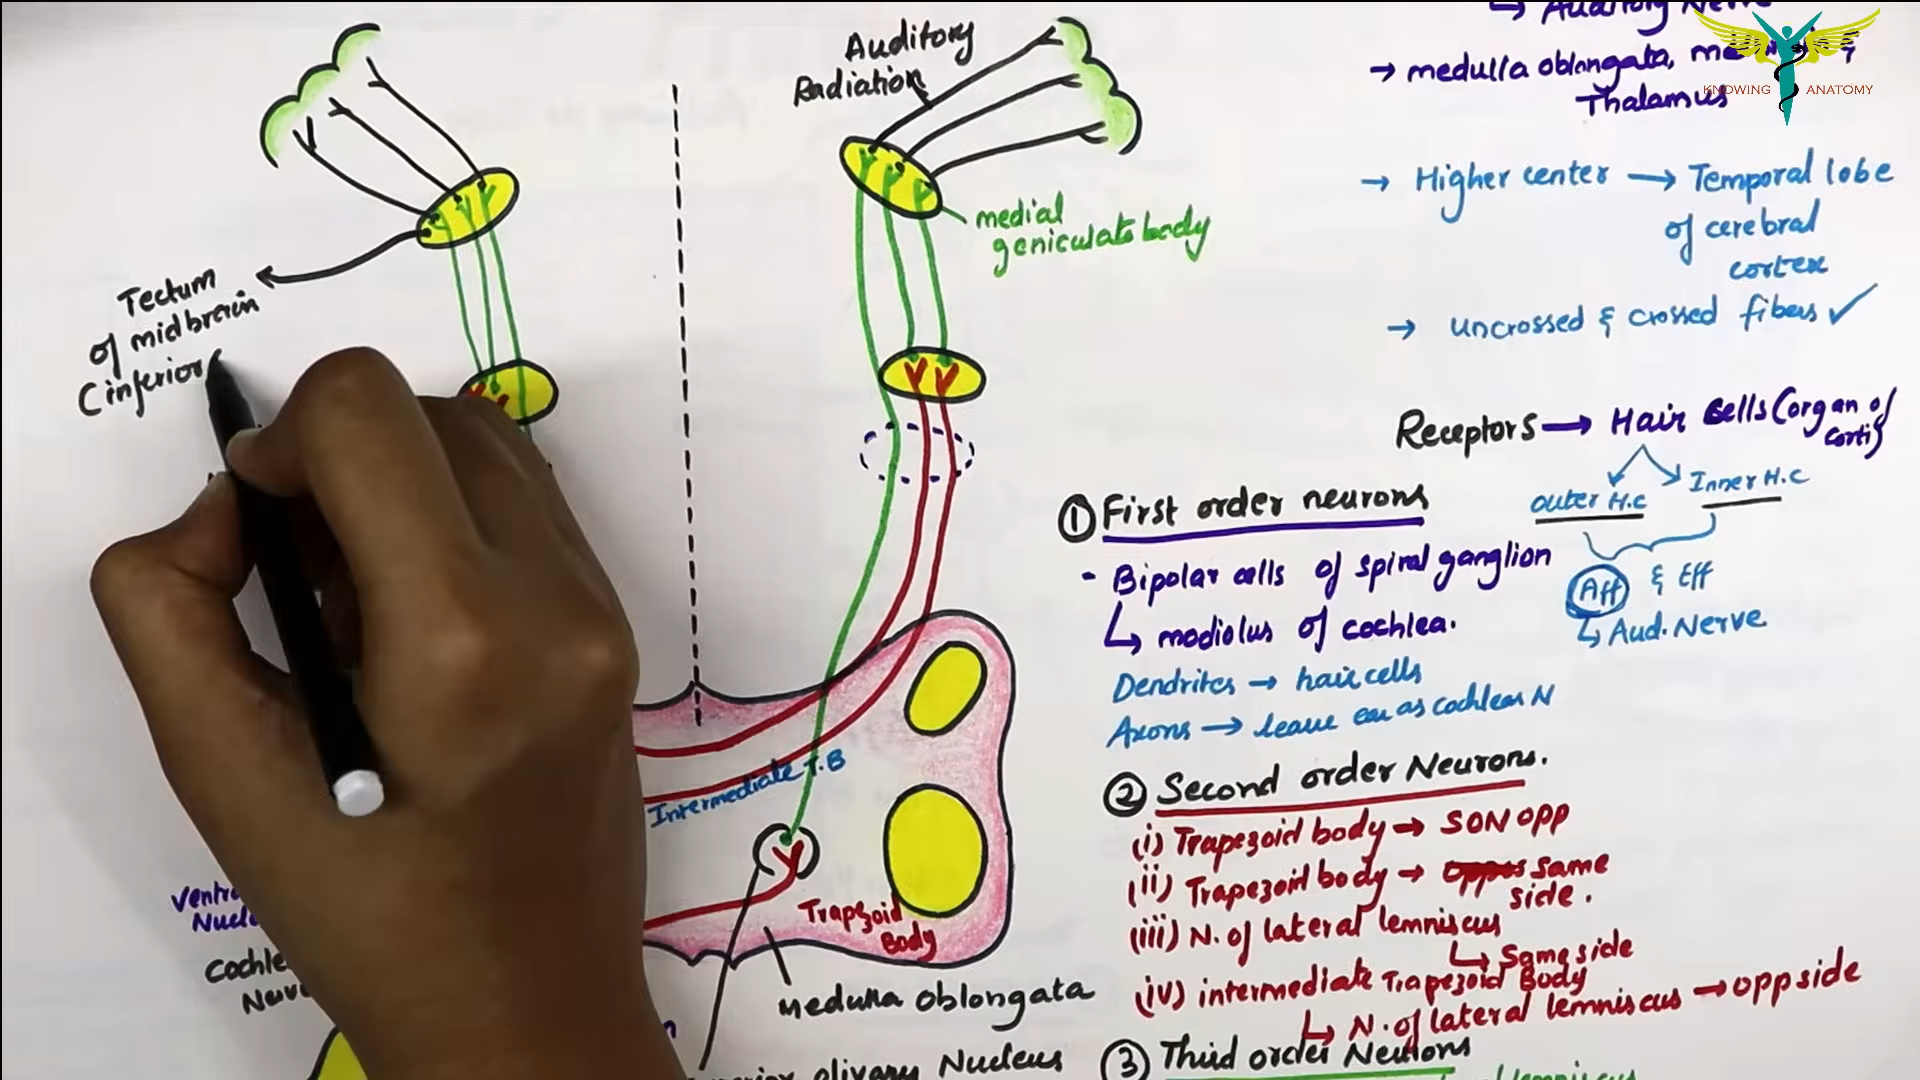 Auditory
Radiation
medial
geniculate body
Tectum
of midbrain
(inferior
Intermediate T.B
Trapezoid
Body
Medulla oblongata
olivary Nucleus
KNOWING ANATOMY
→ medulla oblongata,
Thalamus
→ Higher center → Temporal lobe
of cerebral
cortex
→ uncrossed & crossed fibers ✓
Receptors → Hair cells (organ of
corti)
outer H.C Inner H.C
Aff & Eff
↳ Aud. Nerve
① First order neurons
- Bipolar cells of spiral ganglion
↳ modiolus of cochlea.
Dendrites → hair cells
Axons → leave ear as cochlear N
② Second order Neurons.
(i) Trapezoid body → SON opp
(ii) Trapezoid body → same
side.
(iii) N. of lateral lemniscus
↳ Same side
(iv) intermediate Trapezoid Body
↳ N. of lateral lemniscus → opp side
③ Third order Neurons